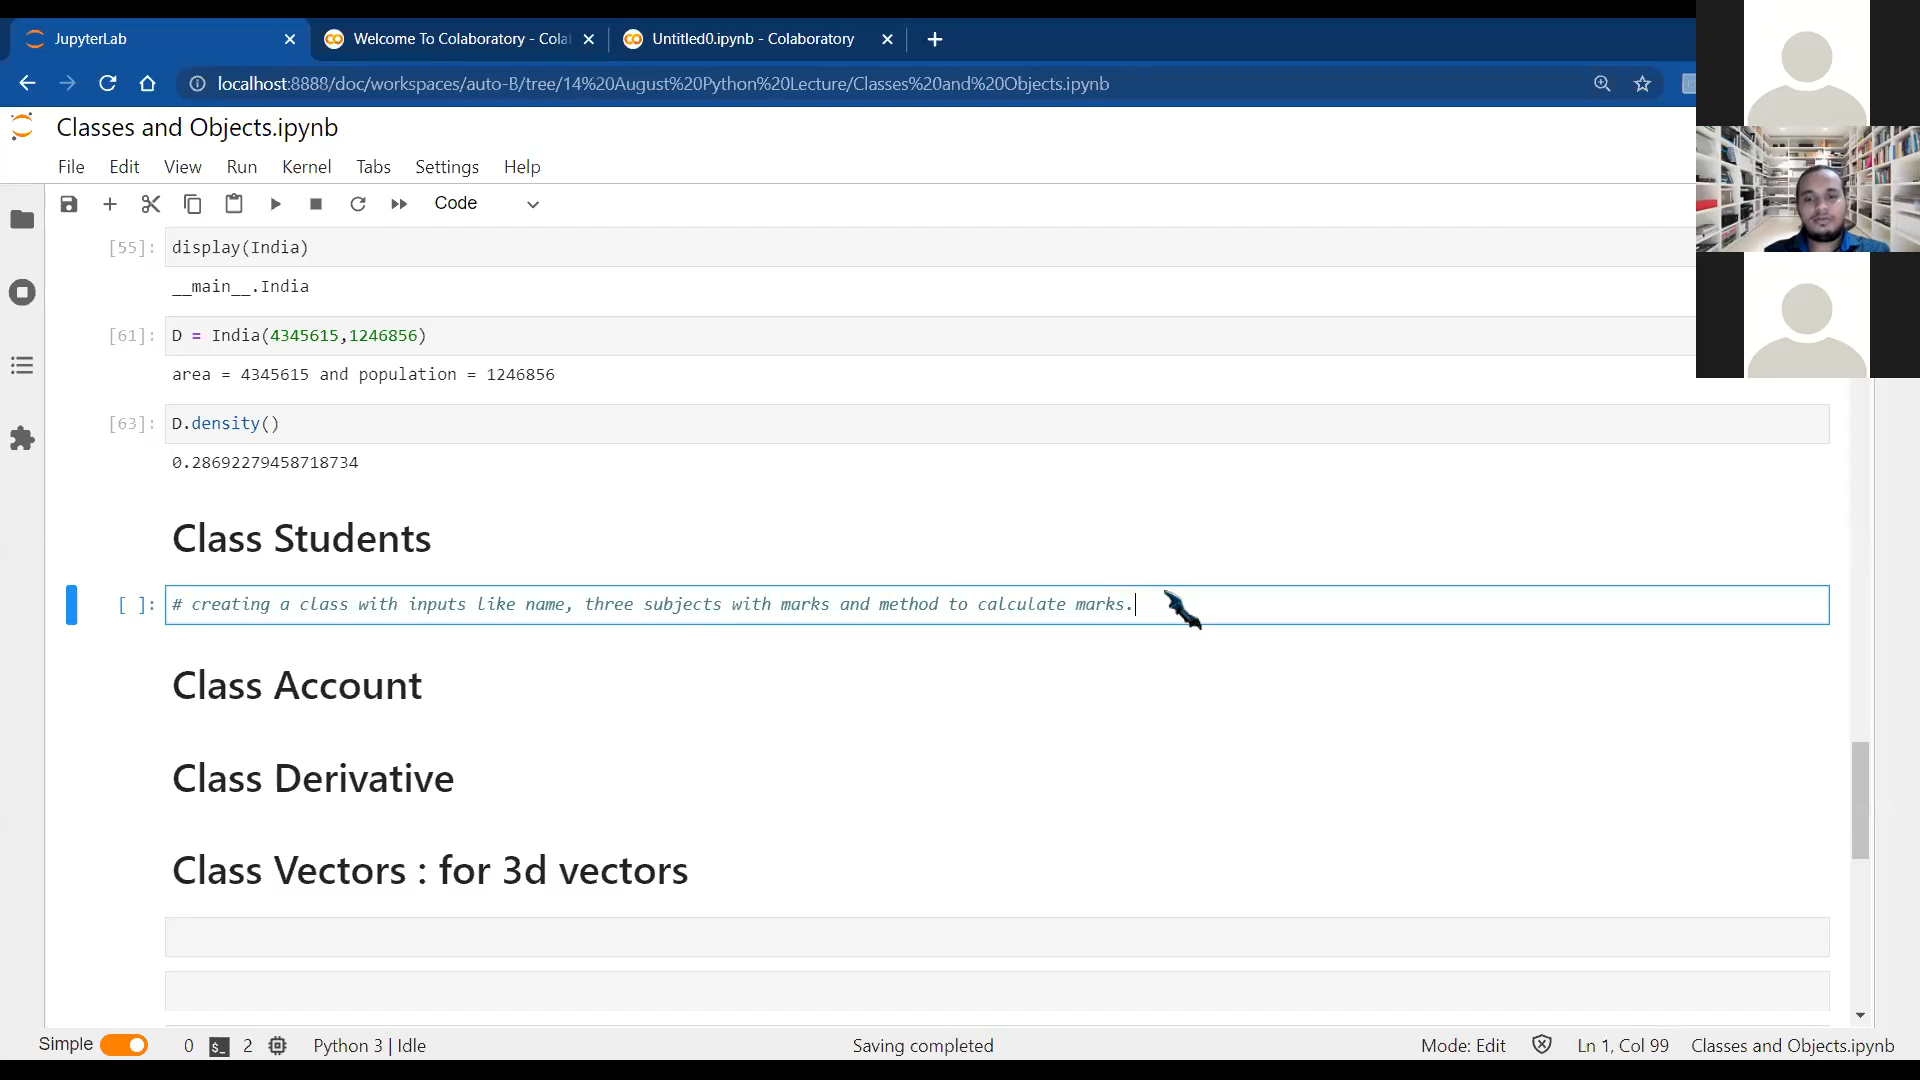 JupyterLab
Welcome To Colaboratory - Cola
Untitled0.ipynb - Colaboratory
localhost:8888/doc/workspaces/auto-B/tree/14%20August%20Python%20Lecture/Classes%20and%20Objects.ipynb
Classes and Objects.ipynb
File Edit View Run Kernel Tabs Settings Help
Code
[55]: display(India)
__main__.India
[61]: D = India(4345615,1246856)
area = 4345615 and population = 1246856
[63]: D.density()
0.28692279458718734
Class Students
[ ]: # creating a class with inputs like name, three subjects with marks and method to calculate marks.
Class Account
Class Derivative
Class Vectors : for 3d vectors
Simple 0 $_ 2 Python 3 | Idle Saving completed Mode: Edit Ln 1, Col 99 Classes and Objects.ipynb